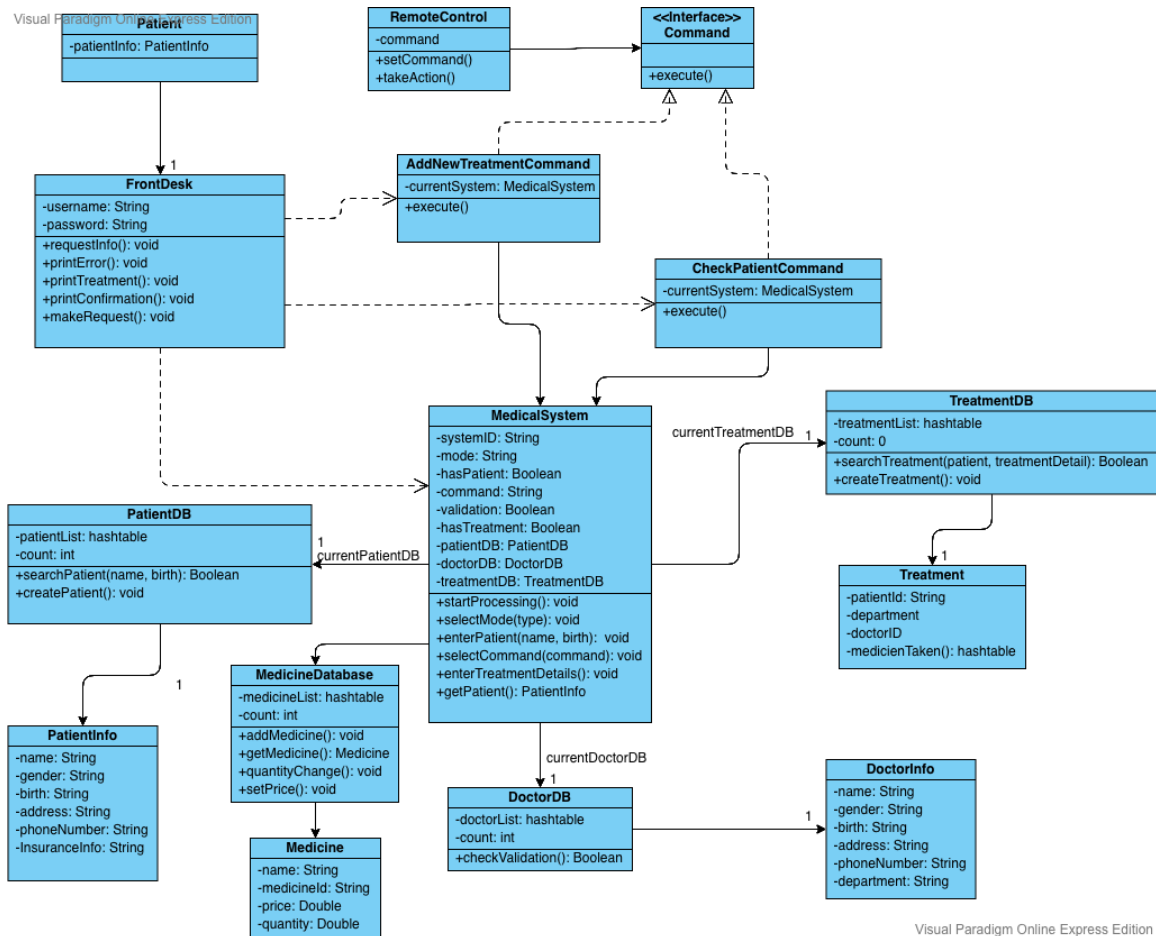 Visual Paradigm Online Express Edition
Patient
-patientInfo: PatientInfo
RemoteControl
-command
+setCommand()
+takeAction()
<<Interface>>
Command
+execute()
1
FrontDesk
-username: String
-password: String
+requestInfo(): void
+printError(): void
+printTreatment(): void
+printConfirmation(): void
+makeRequest(): void
AddNewTreatmentCommand
-currentSystem: MedicalSystem
+execute()
CheckPatientCommand
-currentSystem: MedicalSystem
+execute()
MedicalSystem
-systemID: String
-mode: String
-hasPatient: Boolean
-command: String
-validation: Boolean
-hasTreatment: Boolean
-patientDB: PatientDB
-doctorDB: DoctorDB
-treatmentDB: TreatmentDB
+startProcessing(): void
+selectMode(type): void
+enterPatient(name, birth): void
+selectCommand(command): void
+enterTreatmentDetails(): void
+getPatient(): PatientInfo
currentTreatmentDB
1
TreatmentDB
-treatmentList: hashtable
-count: 0
+searchTreatment(patient, treatmentDetail): Boolean
+createTreatment(): void
1
Treatment
-patientId: String
-department
-doctorID
-medicienTaken(): hashtable
PatientDB
-patientList: hashtable
-count: int
+searchPatient(name, birth): Boolean
+createPatient(): void
1
currentPatientDB
1
PatientInfo
-name: String
-gender: String
-birth: String
-address: String
-phoneNumber: String
-InsuranceInfo: String
MedicineDatabase
-medicineList: hashtable
-count: int
+addMedicine(): void
+getMedicine(): Medicine
+quantityChange(): void
+setPrice(): void
Medicine
-name: String
-medicineId: String
-price: Double
-quantity: Double
currentDoctorDB
1
DoctorDB
-doctorList: hashtable
-count: int
+checkValidation(): Boolean
1
DoctorInfo
-name: String
-gender: String
-birth: String
-address: String
-phoneNumber: String
-department: String
Visual Paradigm Online Express Edition